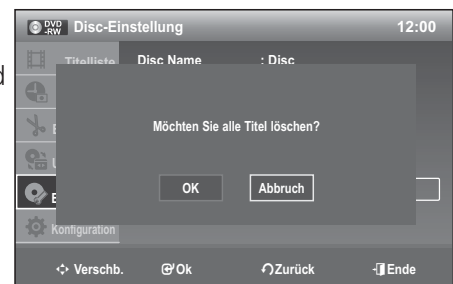 DVD -RW Disc-Einstellung 12:00
Titelliste Disc Name : Disc
Möchten Sie alle Titel löschen?
OK Abbruch
Konfiguration
Verschb. Ok Zurück Ende